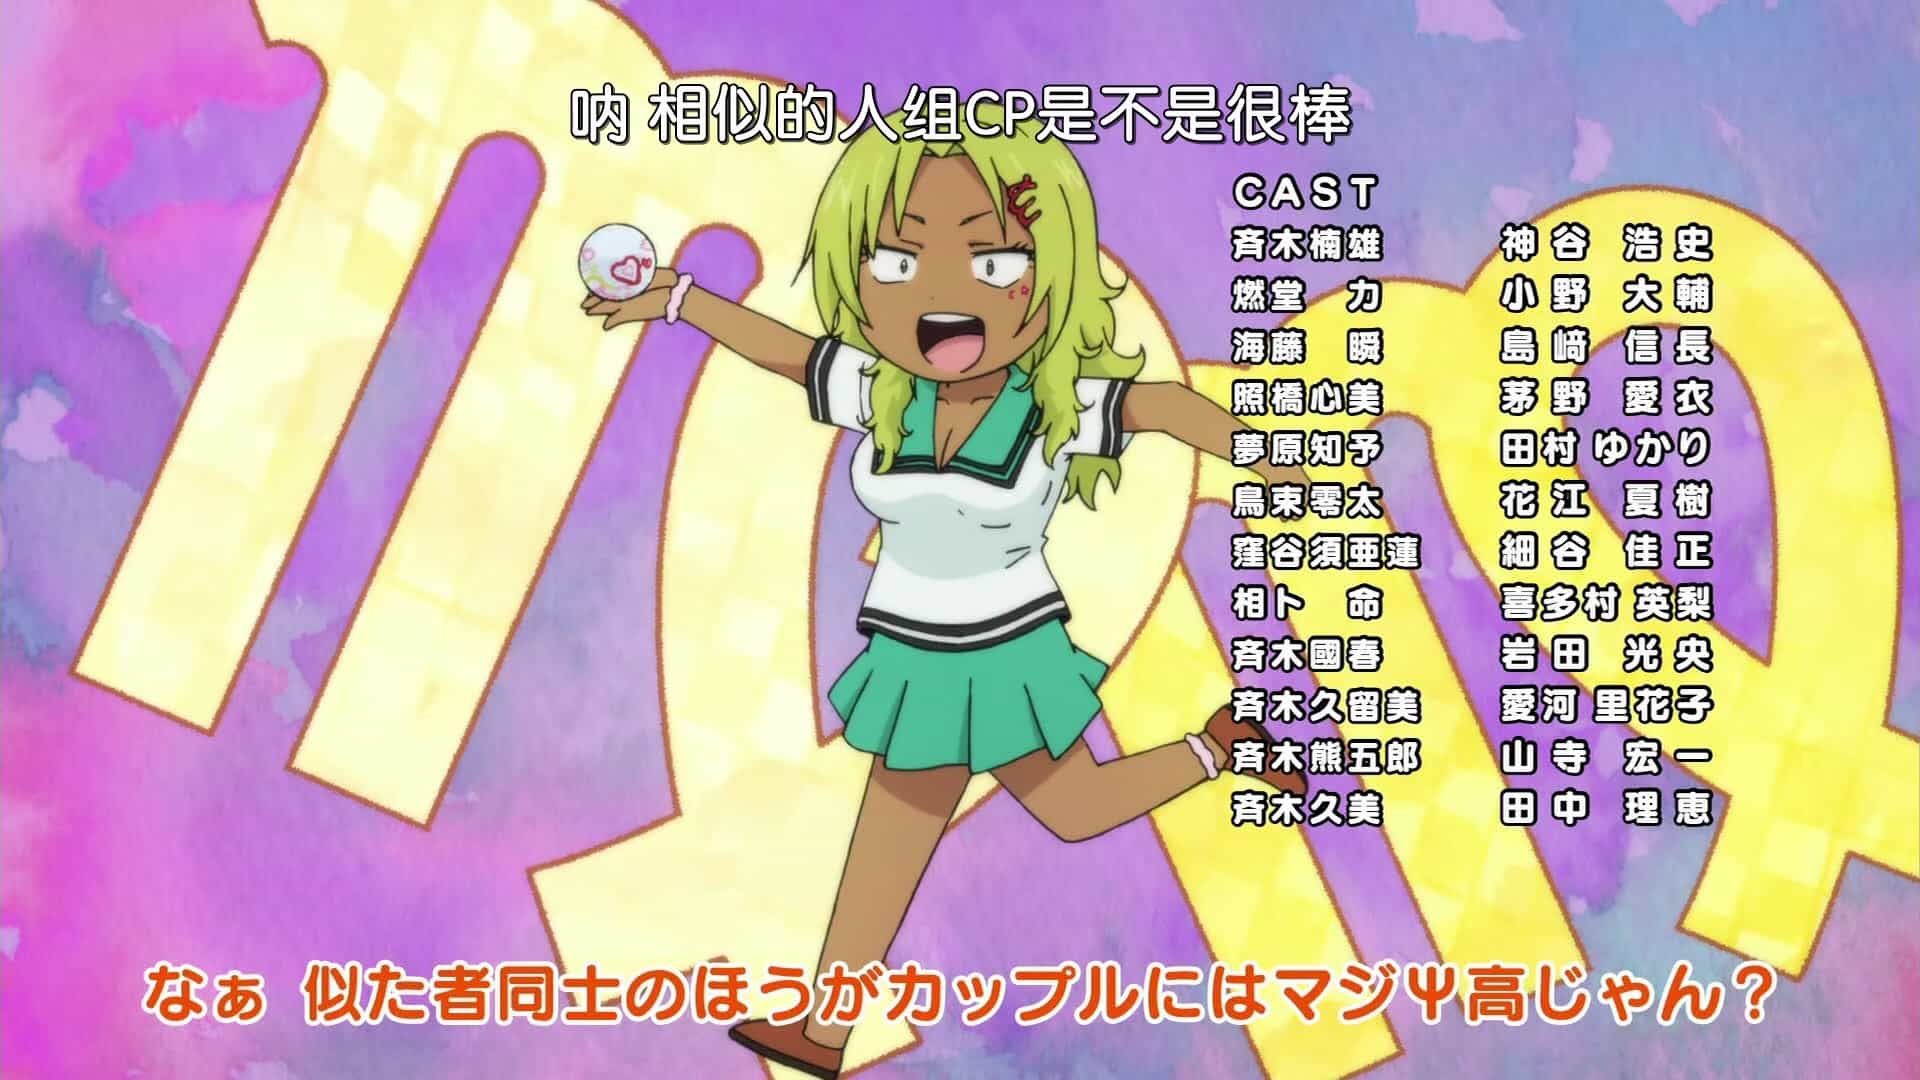 呐 相似的人组CP是不是很棒
CAST
斉木楠雄 神谷 浩史
燃堂 力 小野 大輔
海藤 瞬 島﨑 信長
照橋心美 茅野 愛衣
夢原知予 田村 ゆかり
鳥束零太 花江 夏樹
窪谷須亜蓮 細谷 佳正
相卜 命 喜多村 英梨
斉木國春 岩田 光央
斉木久留美 愛河 里花子
斉木熊五郎 山寺 宏一
斉木久美 田中 理恵
なぁ 似た者同士のほうがカップルにはマジΨ高じゃん？